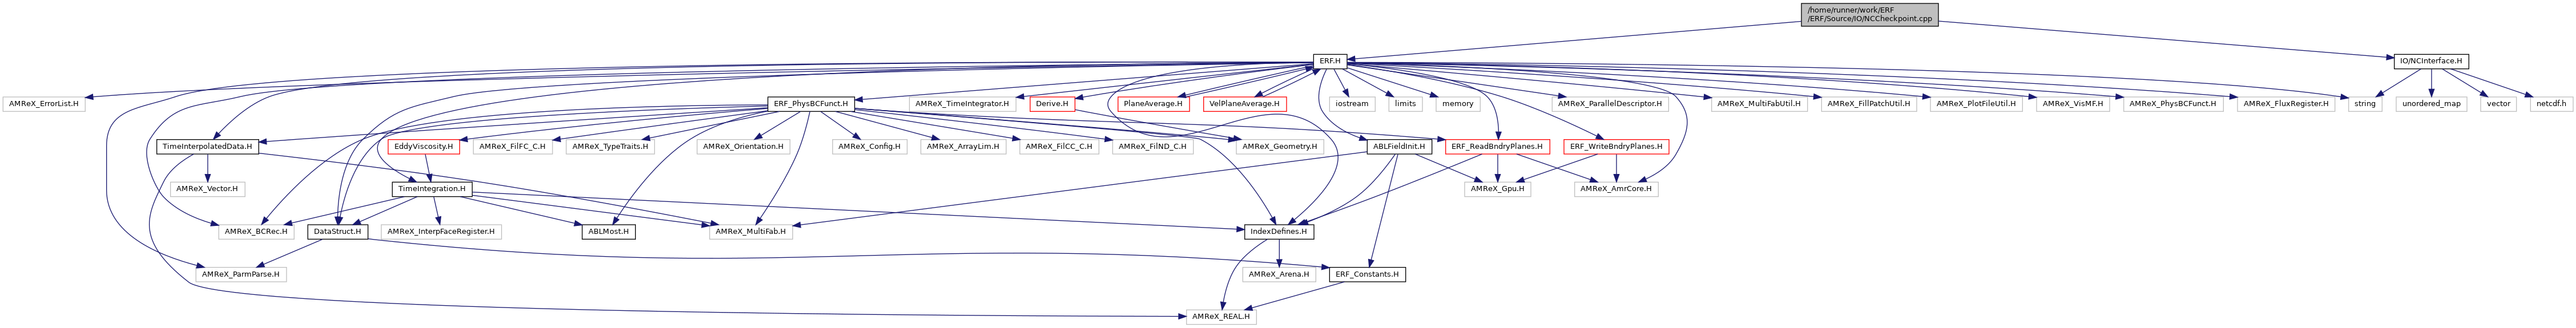 /home/runner/work/ERF
/ERF/Source/IO/NCCheckpoint.cpp
ERF.H
IO/NCInterface.H
AMReX_ErrorList.H
ERF_PhysBCFunct.H
AMReX_TimeIntegrator.H
Derive.H
PlaneAverage.H
VelPlaneAverage.H
iostream
limits
memory
AMReX_ParallelDescriptor.H
AMReX_MultiFabUtil.H
AMReX_FillPatchUtil.H
AMReX_PlotFileUtil.H
AMReX_VisMF.H
AMReX_PhysBCFunct.H
AMReX_FluxRegister.H
string
unordered_map
vector
netcdf.h
TimeInterpolatedData.H
EddyViscosity.H
AMReX_FilFC_C.H
AMReX_TypeTraits.H
AMReX_Orientation.H
AMReX_Config.H
AMReX_ArrayLim.H
AMReX_FilCC_C.H
AMReX_FilND_C.H
AMReX_Geometry.H
ABLFieldInit.H
ERF_ReadBndryPlanes.H
ERF_WriteBndryPlanes.H
AMReX_Vector.H
TimeIntegration.H
AMReX_Gpu.H
AMReX_AmrCore.H
AMReX_BCRec.H
DataStruct.H
AMReX_InterpFaceRegister.H
ABLMost.H
AMReX_MultiFab.H
IndexDefines.H
AMReX_ParmParse.H
AMReX_Arena.H
ERF_Constants.H
AMReX_REAL.H